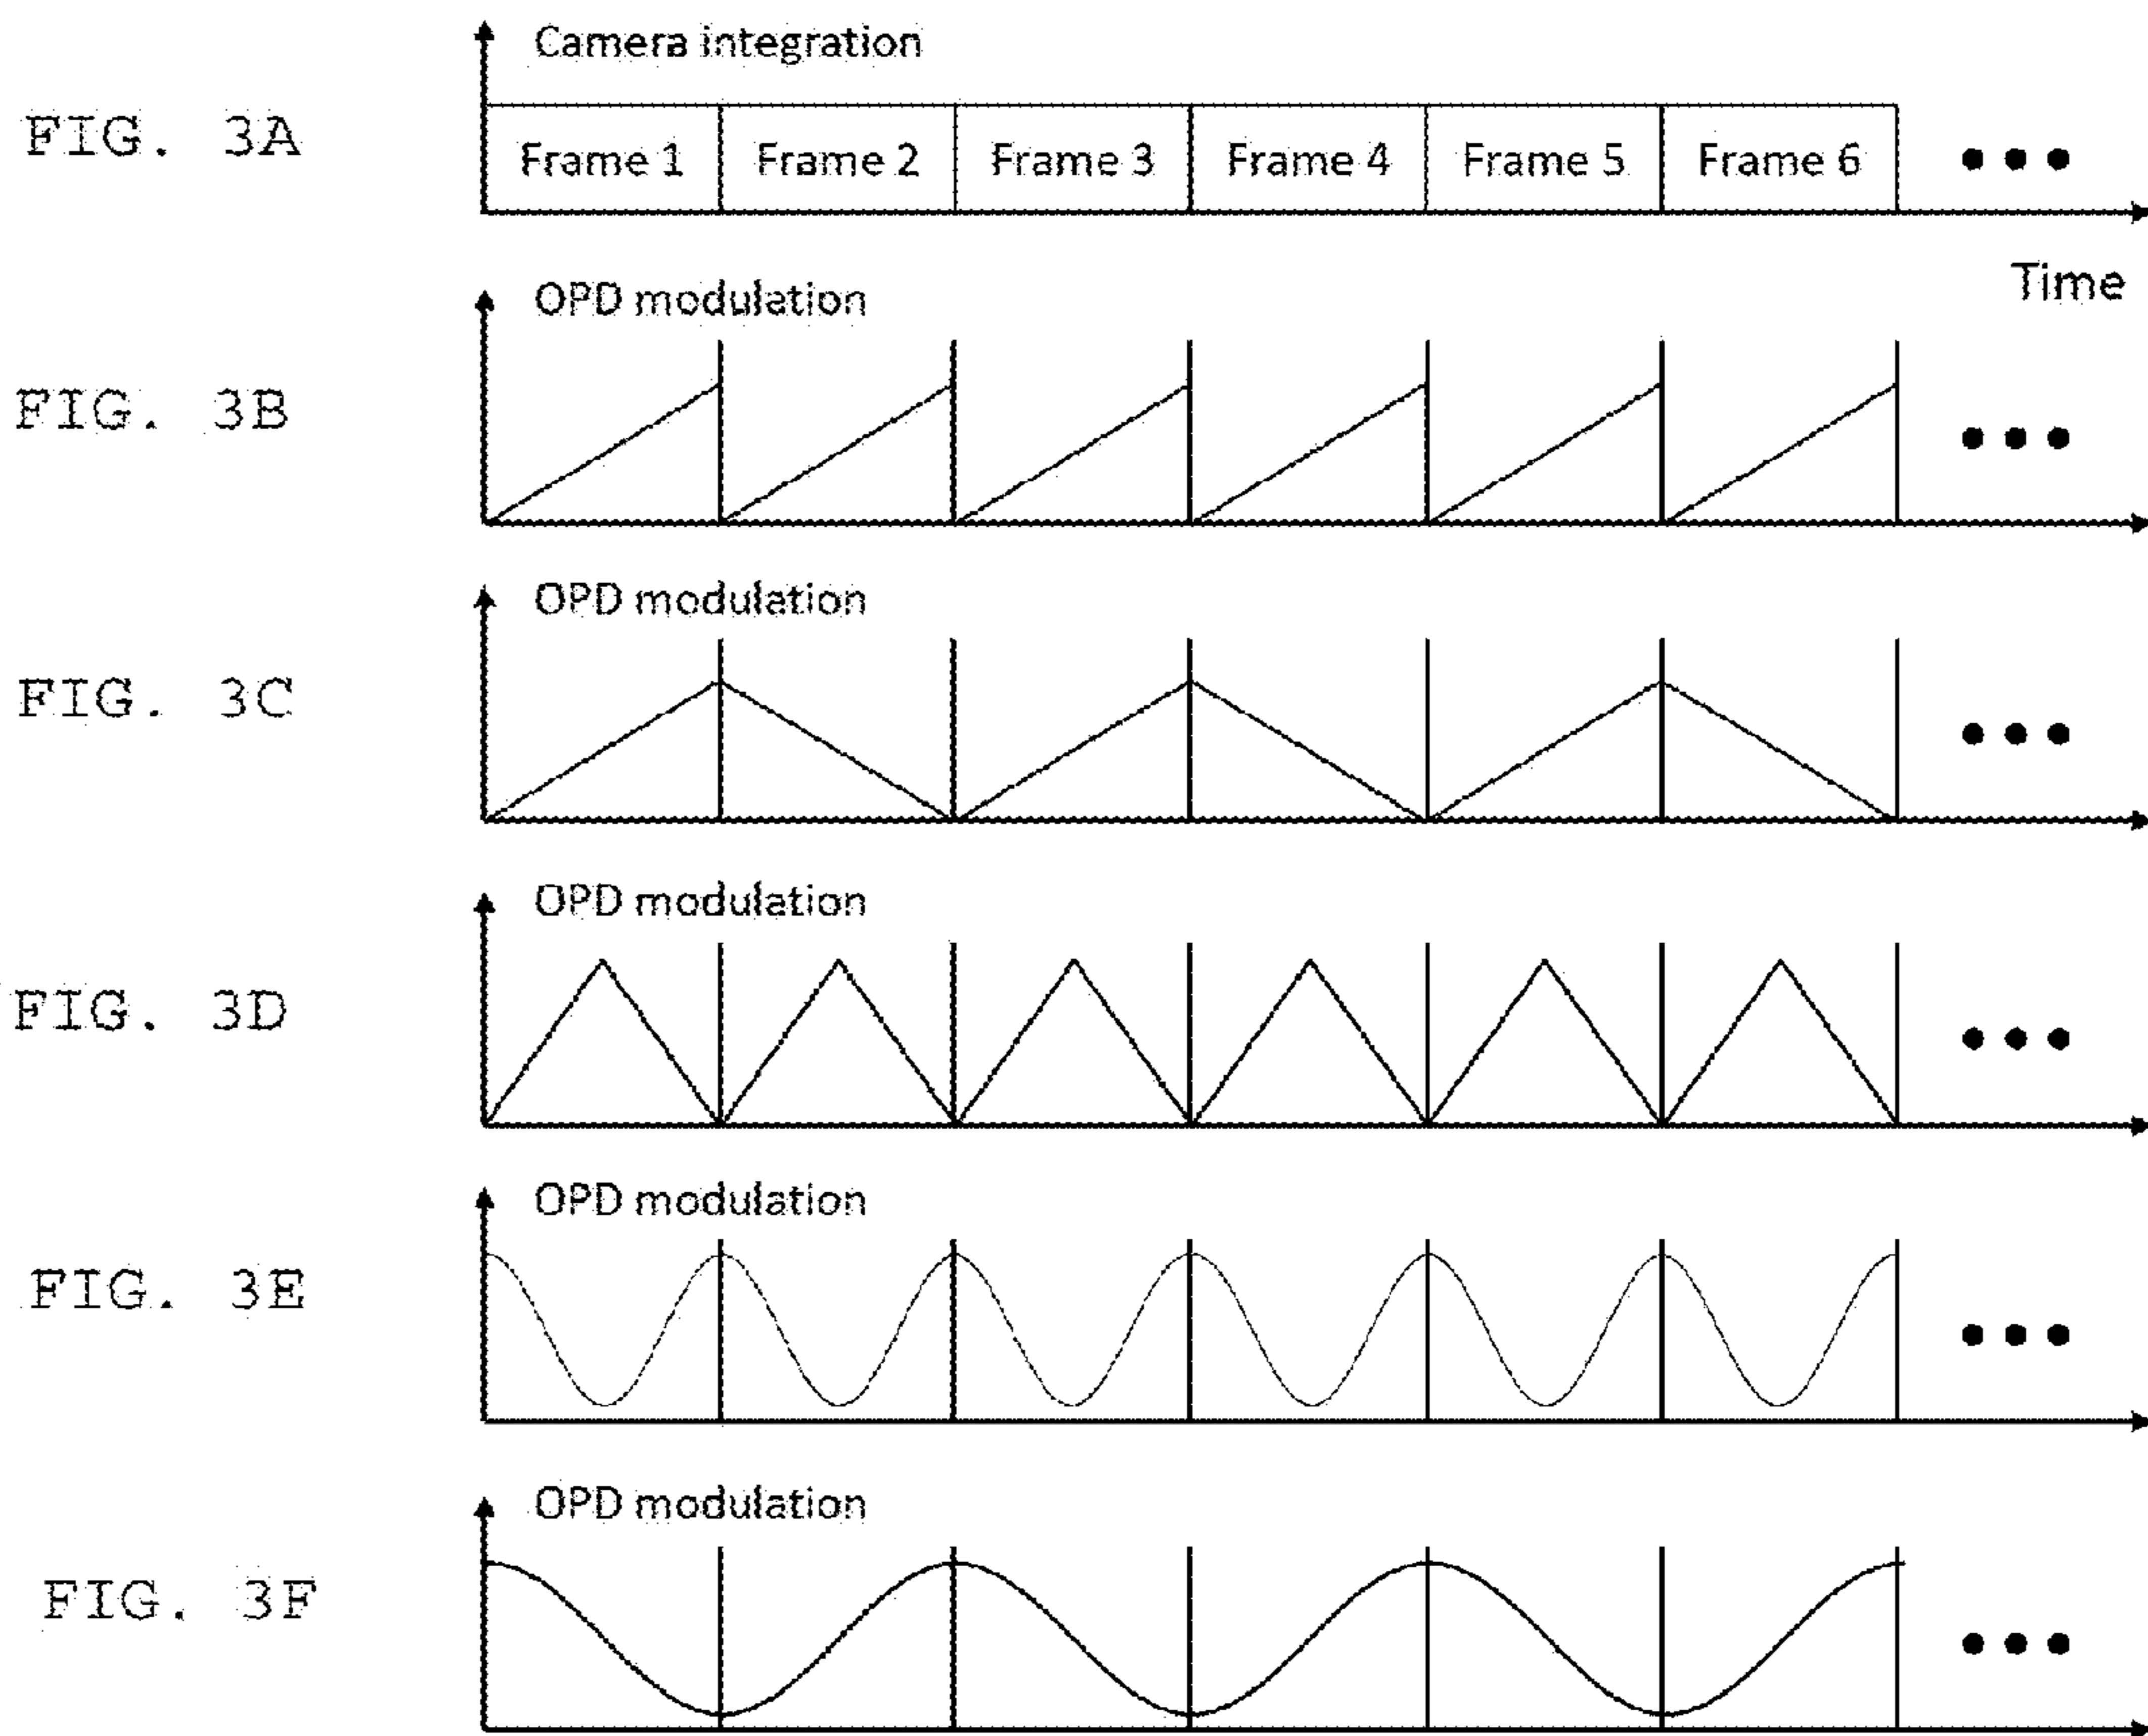 Camera integration
FIG. 3A
Frame 1 Frame 2 Frame 3 Frame 4 Frame 5 Frame 6
Time
OPD modulation
FIG. 3B
OPD modulation
FIG. 3C
OPD modulation
FIG. 3D
OPD modulation
FIG. 3E
OPD modulation
FIG. 3F